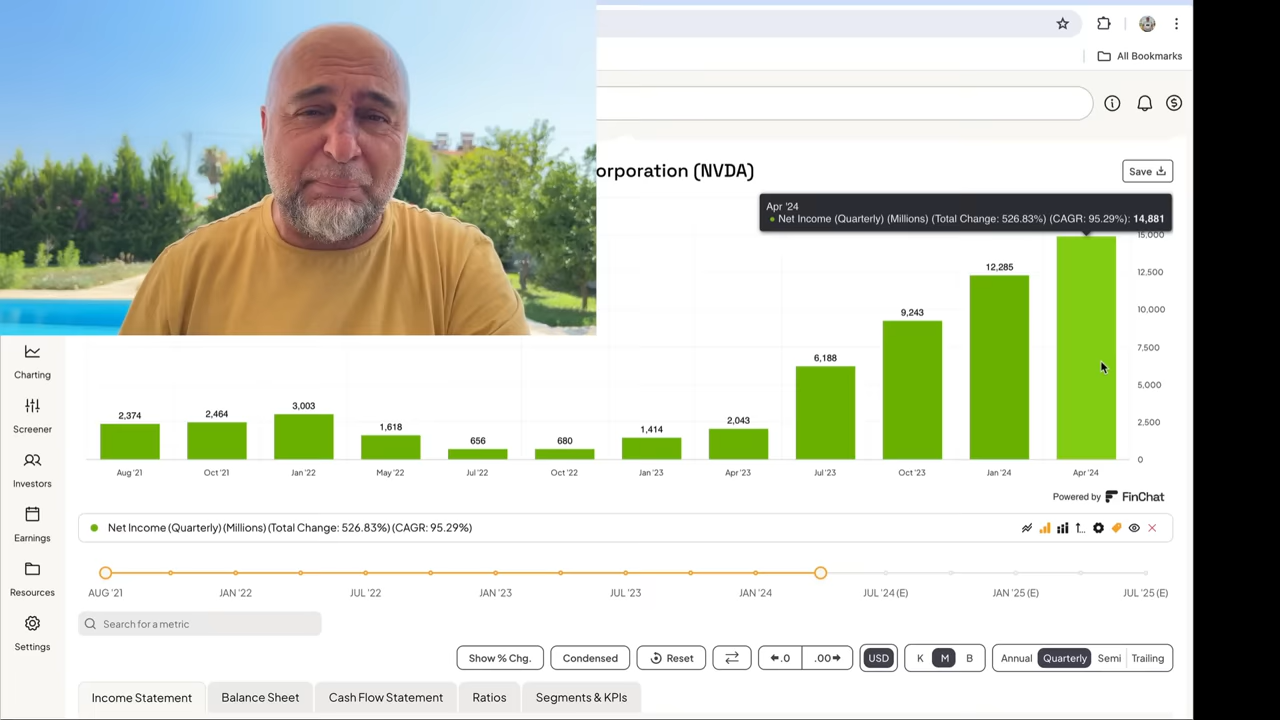 All Bookmarks
orporation (NVDA)
Save
Apr '24
Net Income (Quarterly) (Millions) (Total Change: 526.83%) (CAGR: 95.29%): 14,881
15,000
12,500
10,000
7,500
5,000
2,500
0
2,374
2,464
3,003
1,618
656
680
1,414
2,043
6,188
9,243
12,285
Aug '21
Oct '21
Jan '22
May '22
Jul '22
Oct '22
Jan '23
Apr '23
Jul '23
Oct '23
Jan '24
Apr '24
Powered by FinChat
Charting
Screener
Investors
Earnings
Resources
Settings
Net Income (Quarterly) (Millions) (Total Change: 526.83%) (CAGR: 95.29%)
AUG '21
JAN '22
JUL '22
JAN '23
JUL '23
JAN '24
JUL '24 (E)
JAN '25 (E)
JUL '25 (E)
Search for a metric
Show % Chg.
Condensed
Reset
.0
.00
USD
K M B
Annual Quarterly Semi Trailing
Income Statement
Balance Sheet
Cash Flow Statement
Ratios
Segments & KPIs